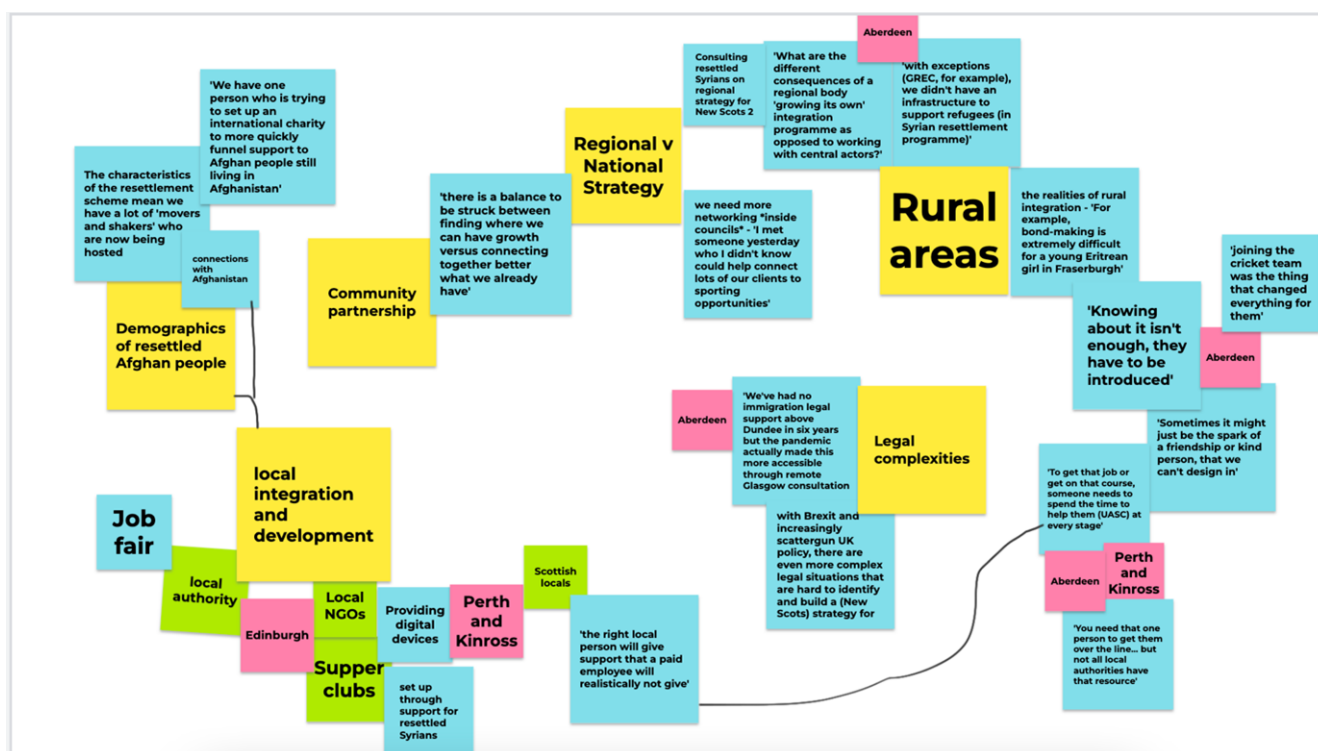 'We have one
person who is trying
to set up an
international charity
to more quickly
funnel support to
Afghan people still
living in
Afghanistan'
The characteristics
of the resettlement
scheme mean we
have a lot of 'movers
and shakers' who
are now being
hosted
connections
with
Afghanistan
Demographics
of resettled
Afghan people
Community
partnership
'there is a balance to
be struck between
finding where we
can have growth
versus connecting
together better
what we already
have'
Regional v
National
Strategy
Consulting
resettled
Syrians on
regional
strategy for
New Scots 2
'What are the
different
consequences of a
regional body
'growing its own'
integration
programme as
opposed to working
with central actors?'
Aberdeen
'with exceptions
(GREC, for example),
we didn't have an
infrastructure to
support refugees (in
Syrian resettlement
programme)'
we need more
networking *inside
councils* - 'I met
someone yesterday
who I didn't know
could help connect
lots of our clients to
sporting
opportunities'
Rural
areas
the realities of rural
integration - 'For
example,
bond-making is
extremely difficult
for a young Eritrean
girl in Fraserburgh'
'joining the
cricket team
was the thing
that changed
everything for
them'
'Knowing
about it isn't
enough, they
have to be
introduced'
Aberdeen
'Sometimes it might
just be the spark of
a friendship or kind
person, that we
can't design in'
Aberdeen
'We've had no
immigration legal
support above
Dundee in six years
but the pandemic
actually made this
more accessible
through remote
Glasgow consultation
Legal
complexities
with Brexit and
increasingly
scattergun UK
policy, there are
even more complex
legal situations that
are hard to identify
and build a (New
Scots) strategy for
'To get that job or
get on that course,
someone needs to
spend the time to
help them (UASC) at
every stage'
Aberdeen
Perth
and
Kinross
'You need that one
person to get them
over the line... but
not all local
authorities have
that resource'
local
integration
and
development
Job
fair
local
authority
Edinburgh
Local
NGOs
Supper
clubs
Providing
digital
devices
Perth
and
Kinross
set up
through
support for
resettled
Syrians
Scottish
locals
'the right local
person will give
support that a paid
employee will
realistically not give'